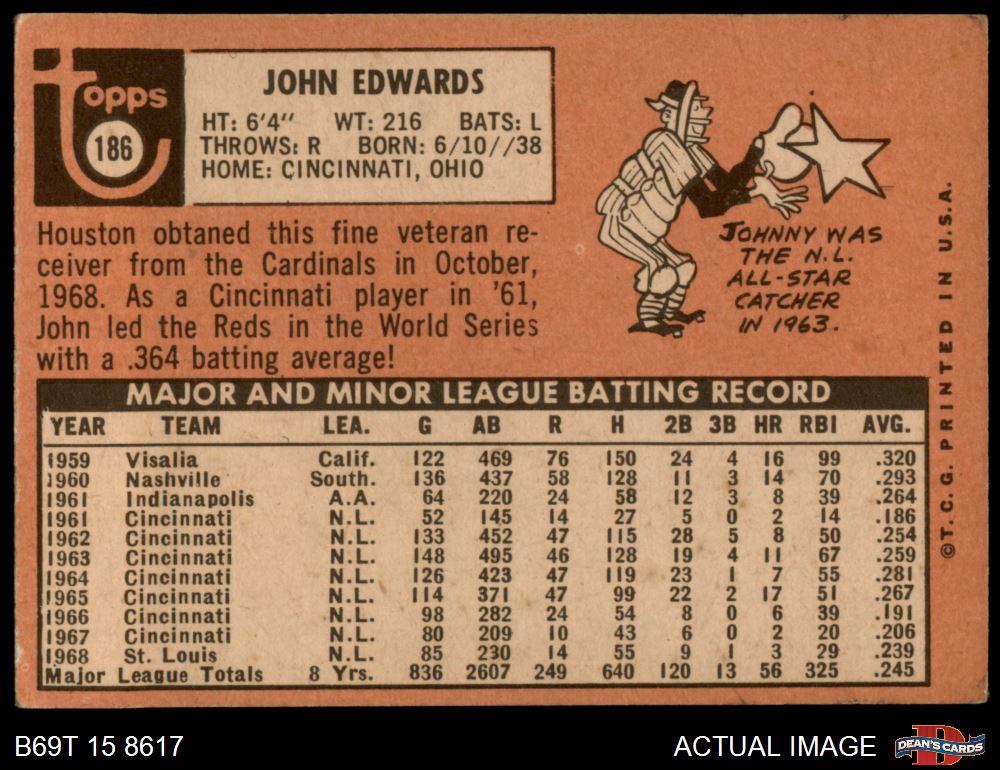 topps
186
JOHN EDWARDS
HT: 6'4" WT: 216 BATS: L
THROWS: R BORN: 6/10//38
HOME: CINCINNATI, OHIO
Houston obtaned this fine veteran re-
ceiver from the Cardinals in October,
1968. As a Cincinnati player in '61,
John led the Reds in the World Series
with a .364 batting average!
JOHNNY WAS
THE N.L.
ALL-STAR
CATCHER
IN 1963.
MAJOR AND MINOR LEAGUE BATTING RECORD
YEAR TEAM LEA. G AB R H 2B 3B HR RBI AVG.
1959 Visalia Calif. 122 469 76 150 24 4 16 99 .320
1960 Nashville South. 136 437 58 128 11 3 14 70 .293
1961 Indianapolis A.A. 64 220 24 58 12 3 8 39 .264
1961 Cincinnati N.L. 52 145 14 27 5 0 2 14 .186
1962 Cincinnati N.L. 133 452 47 115 28 5 8 50 .254
1963 Cincinnati N.L. 148 495 46 128 19 4 11 67 .259
1964 Cincinnati N.L. 126 423 47 119 23 1 7 55 .281
1965 Cincinnati N.L. 114 371 47 99 22 2 17 51 .267
1966 Cincinnati N.L. 98 282 24 54 8 0 6 39 .191
1967 Cincinnati N.L. 80 209 10 43 6 0 2 20 .206
1968 St. Louis N.L. 85 230 14 55 9 1 3 29 .239
Major League Totals 8 Yrs. 836 2607 249 640 120 13 56 325 .245
©T.C.G. PRINTED IN U.S.A.
B69T 15 8617
ACTUAL IMAGE
D
DEAN'S CARDS